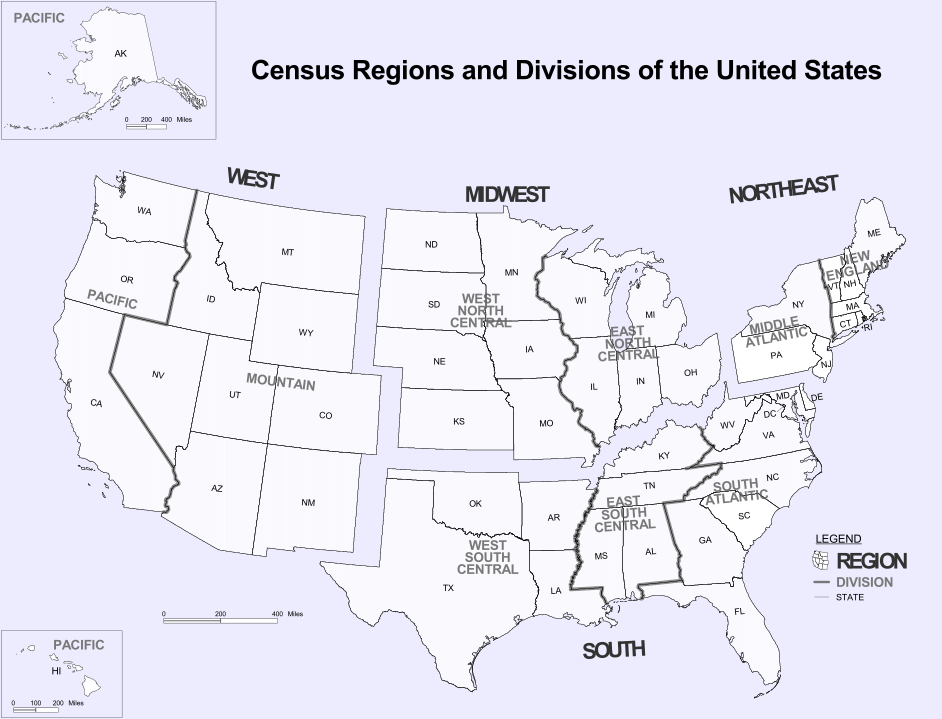 PACIFIC
AK
0 200 400 Miles
Census Regions and Divisions of the United States
WEST
MIDWEST
NORTHEAST
WA
MT
OR
ID
PACIFIC
WY
NV
MOUNTAIN
UT
CO
CA
AZ
NM
ND
MN
SD
WEST
NORTH
CENTRAL
NE
IA
KS
MO
WI
MI
EAST
NORTH
CENTRAL
IL
IN
OH
ME
NEW
ENGLAND
VT
NH
MA
CT
RI
NY
MIDDLE
ATLANTIC
PA
NJ
MD
DE
DC
WV
VA
KY
TN
NC
SOUTH
ATLANTIC
SC
GA
FL
EAST
SOUTH
CENTRAL
MS
AL
OK
AR
WEST
SOUTH
CENTRAL
TX
LA
SOUTH
LEGEND
REGION
DIVISION
STATE
0 200 400 Miles
PACIFIC
HI
0 100 200 Miles